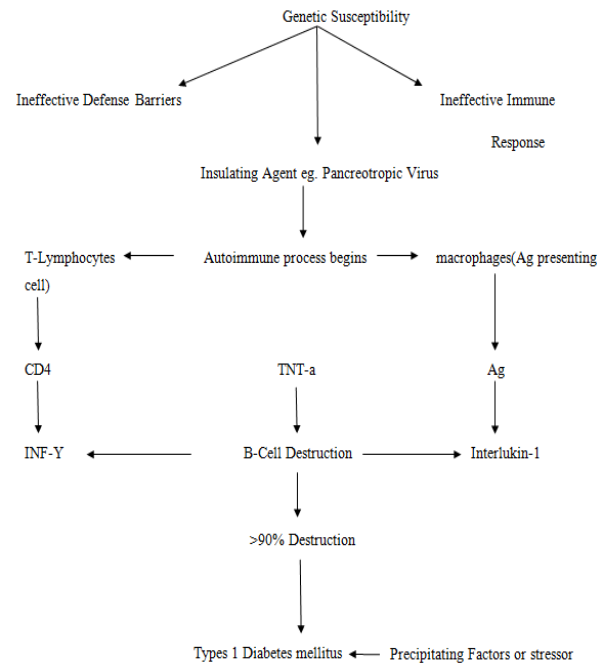 Genetic Susceptibility
Ineffective Defense Barriers
Ineffective Immune
Response
Insulating Agent eg. Pancreotropic Virus
T-Lymphocytes
Autoimmune process begins
macrophages(Ag presenting
cell)
CD4
TNT-a
Ag
INF-Y
B-Cell Destruction
Interlukin-1
>90% Destruction
Types 1 Diabetes mellitus
Precipitating Factors or stressor